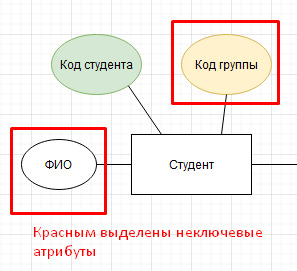 Код студента
Код группы
ФИО
Студент
Красным выделены неключевые
атрибуты